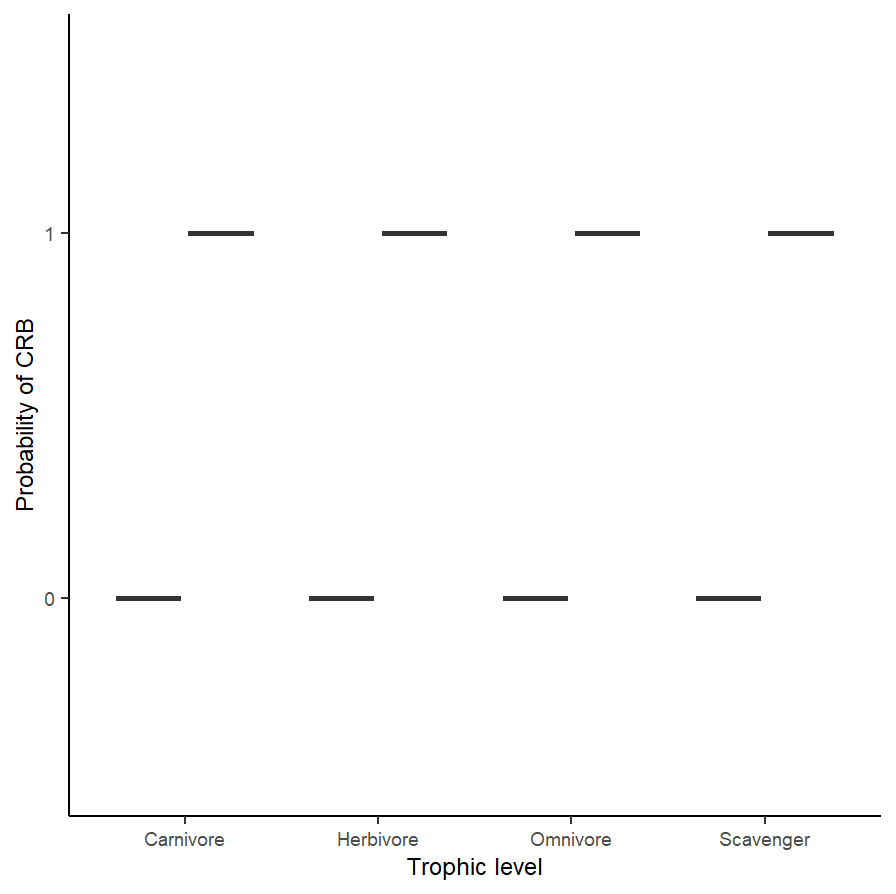 Probability of CRB
1
0
Carnivore Herbivore Omnivore Scavenger
Trophic level